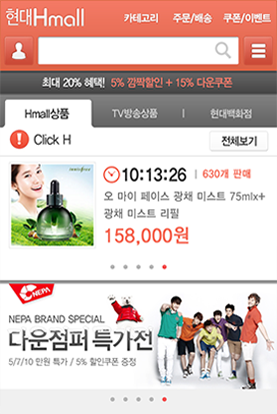 현대Hmall
카테고리 주문/배송 쿠폰/이벤트
최대 20% 혜택! 5% 깜짝할인 + 15% 다운쿠폰
Hmall상품 TV방송상품 | 현대백화점
! Click H 전체보기
10:13:26 | 630개 판매
오 마이 페이스 광채 미스트 75mlx+
광채 미스트 리필
158,000원
NEPA
NEPA BRAND SPECIAL
다운점퍼 특가전
5/7/10 만원 특가 / 5% 할인쿠폰 증정